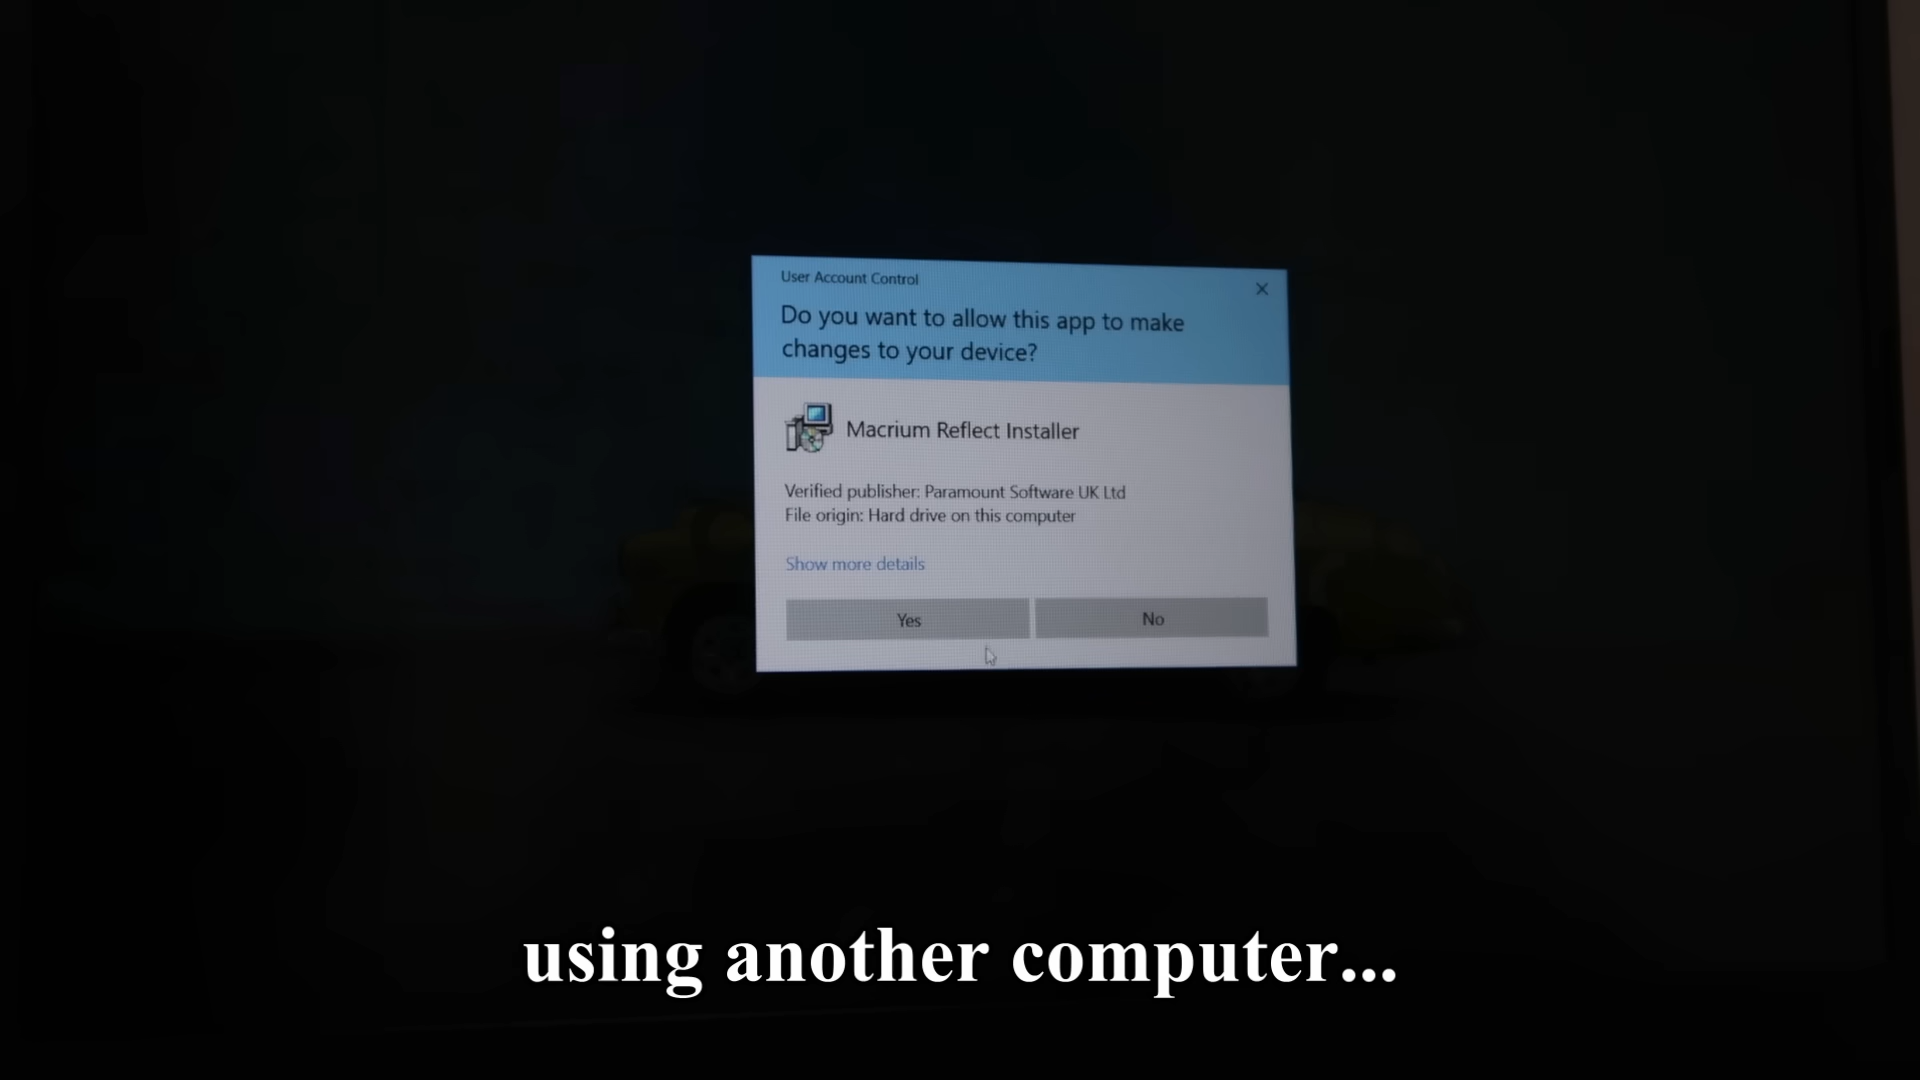 User Account Control
Do you want to allow this app to make
changes to your device?
Macrium Reflect Installer
Verified publisher: Paramount Software UK Ltd
File origin: Hard drive on this computer
Show more details
Yes
No
using another computer...